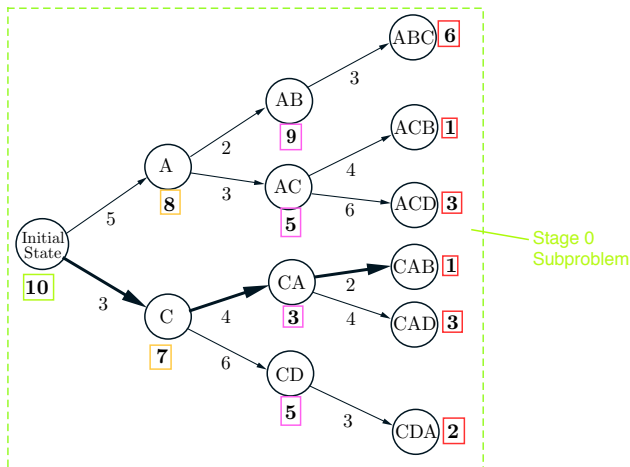 ABC 6
3
AB
9
2
ACB 1
4
A
8
3
AC
5
6
ACD 3
5
Initial
State
10
Stage 0
Subproblem
3
CAB 1
2
CA
3
4
4
CAD 3
C
7
6
CD
5
3
CDA 2